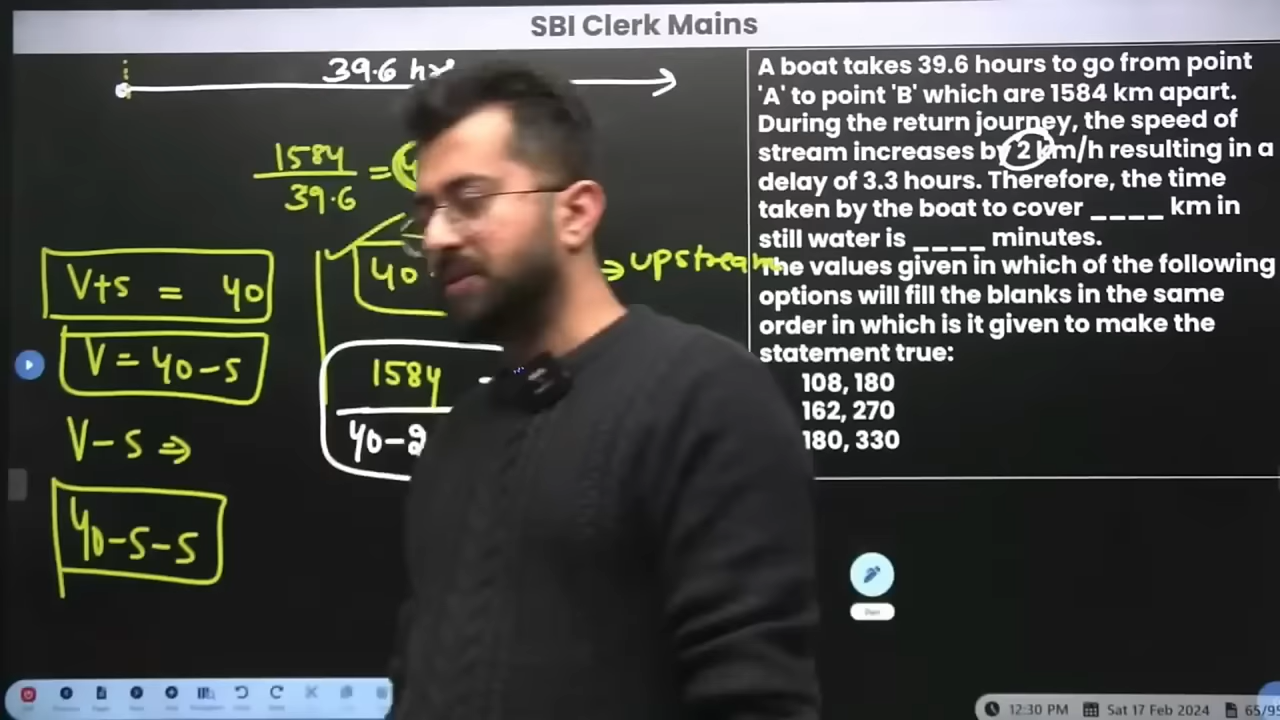 SBI Clerk Mains
39.6 hrs
1584
39.6
=
V+S = 40
V = 40-S
V-S ⇒
40-S-S
40
⇒ upstream
1584
40-2
A boat takes 39.6 hours to go from point
'A' to point 'B' which are 1584 km apart.
During the return journey, the speed of
stream increases by 2 km/h resulting in a
delay of 3.3 hours. Therefore, the time
taken by the boat to cover ____ km in
still water is ____ minutes.
The values given in which of the following
options will fill the blanks in the same
order in which is it given to make the
statement true:
108, 180
162, 270
180, 330
12:30 PM Sat 17 Feb 2024 65/95